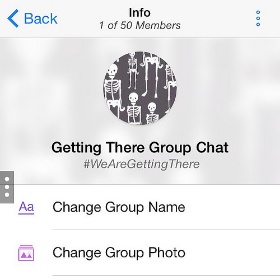 Back
Info
1 of 50 Members
Getting There Group Chat
#WeAreGettingThere
Aa Change Group Name
Change Group Photo